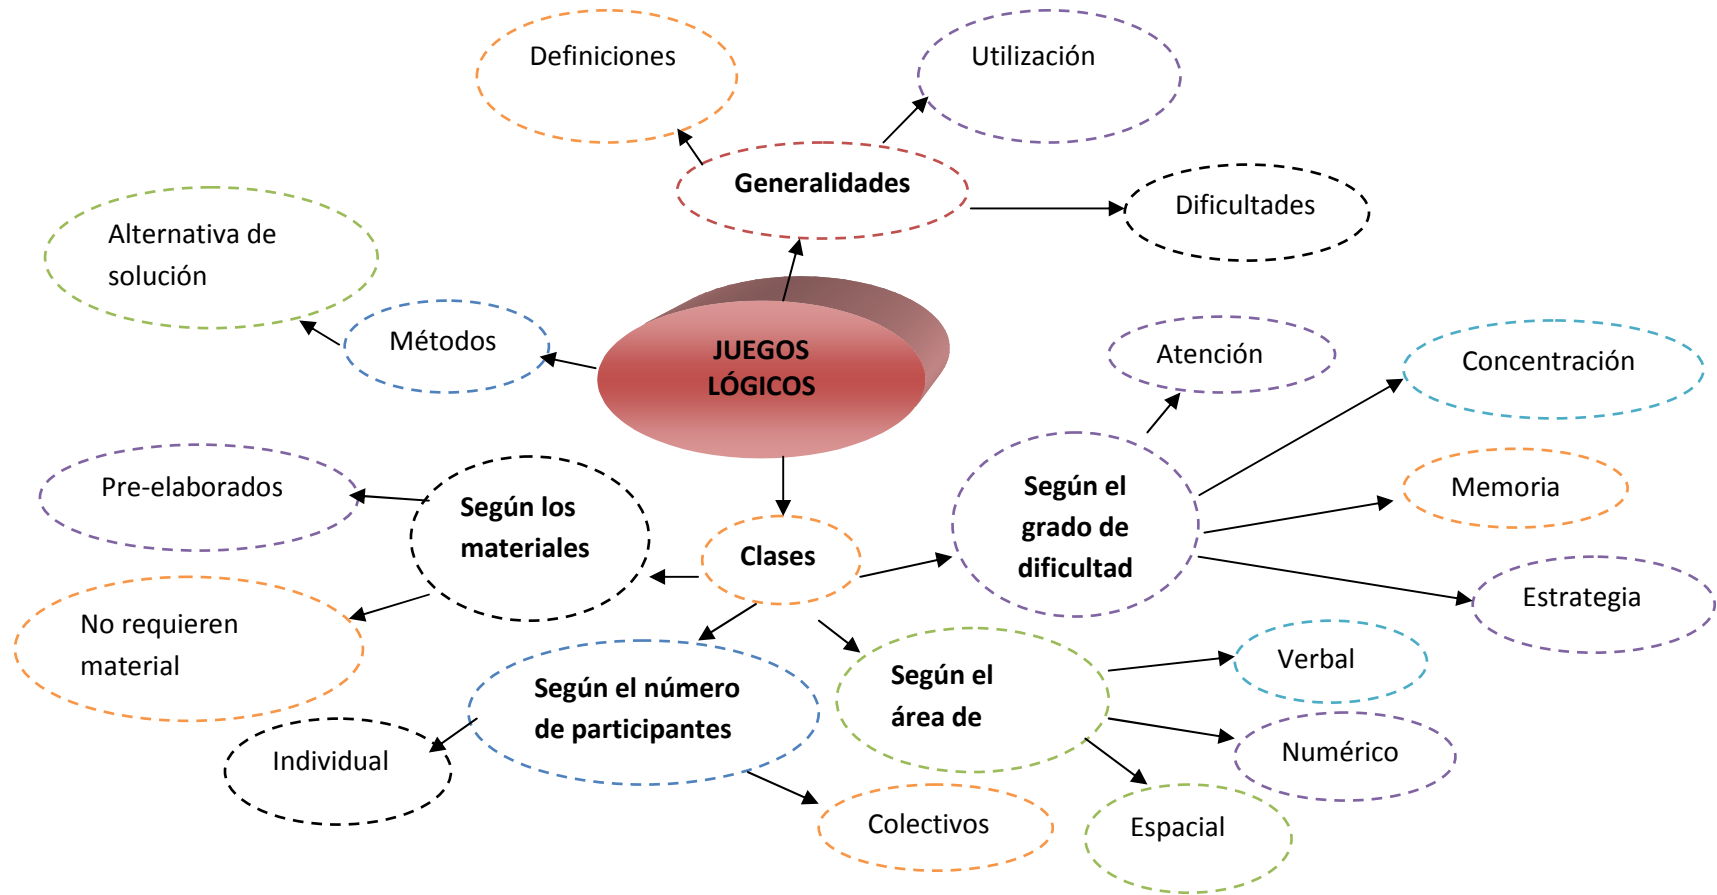 Definiciones
Utilización
Generalidades
Dificultades
Alternativa de
solución
Métodos
JUEGOS
LÓGICOS
Atención
Concentración
Pre-elaborados
Según los
materiales
Clases
Según el
grado de
dificultad
Memoria
Estrategia
No requieren
material
Según el número
de participantes
Según el
área de
Verbal
Numérico
Individual
Colectivos
Espacial